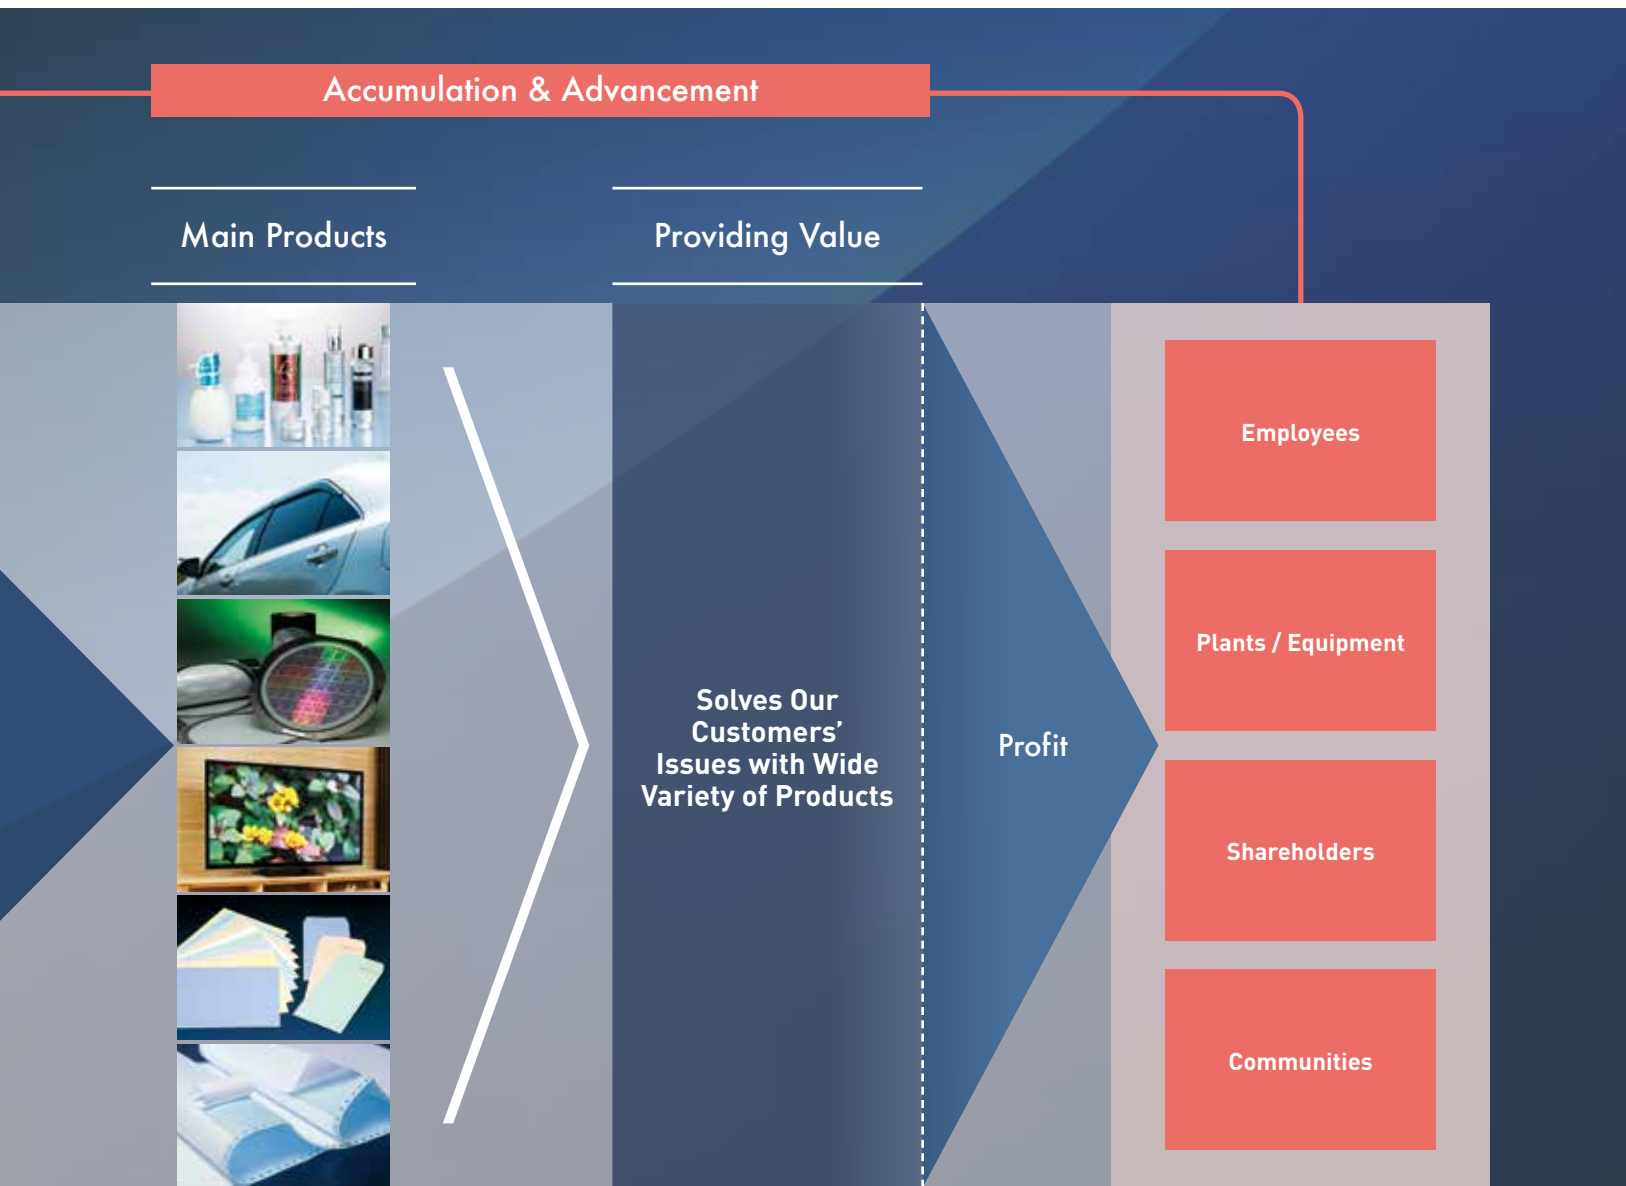 Accumulation & Advancement
Main Products
Providing Value
Solves Our
Customers’
Issues with Wide
Variety of Products
Profit
Employees
Plants / Equipment
Shareholders
Communities